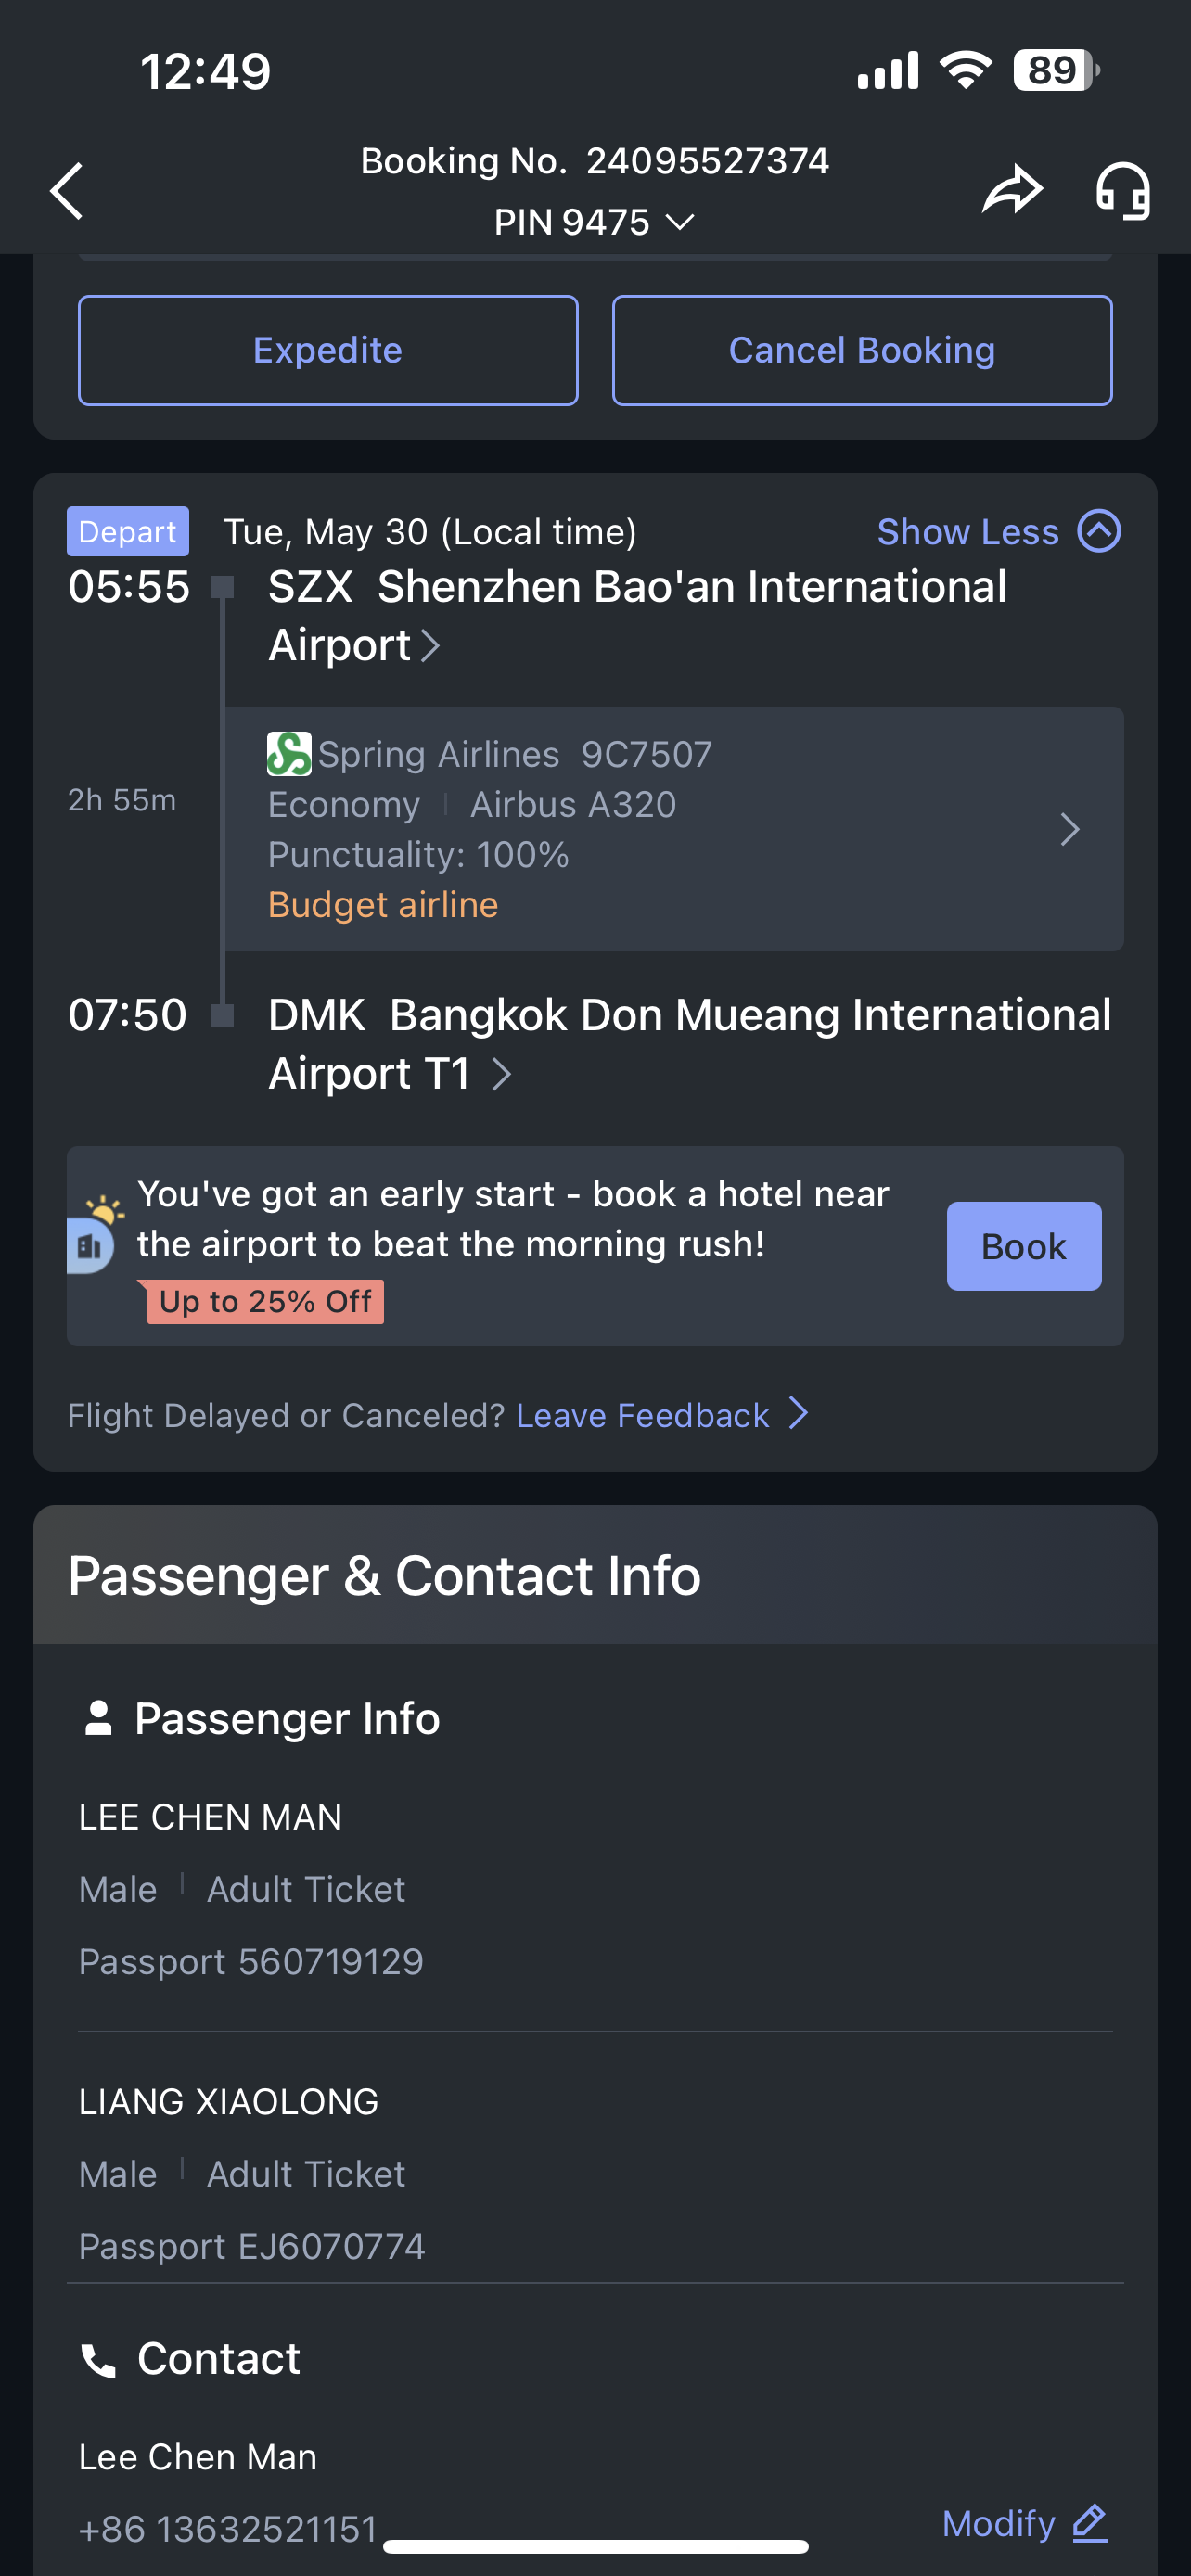 12:49
89
Booking No. 24095527374
PIN 9475
Expedite
Cancel Booking
Depart
Tue, May 30 (Local time)
Show Less
05:55
SZX Shenzhen Bao'an International
Airport
Spring Airlines 9C7507
2h 55m
Economy
Airbus A320
Punctuality: 100%
Budget airline
07:50
DMK Bangkok Don Mueang International
Airport T1
You've got an early start - book a hotel near
the airport to beat the morning rush!
Book
Up to 25% Off
Flight Delayed or Canceled? Leave Feedback
Passenger & Contact Info
Passenger Info
LEE CHEN MAN
Male
Adult Ticket
Passport 560719129
LIANG XIAOLONG
Male
Adult Ticket
Passport EJ6070774
Contact
Lee Chen Man
+86 13632521151
Modify